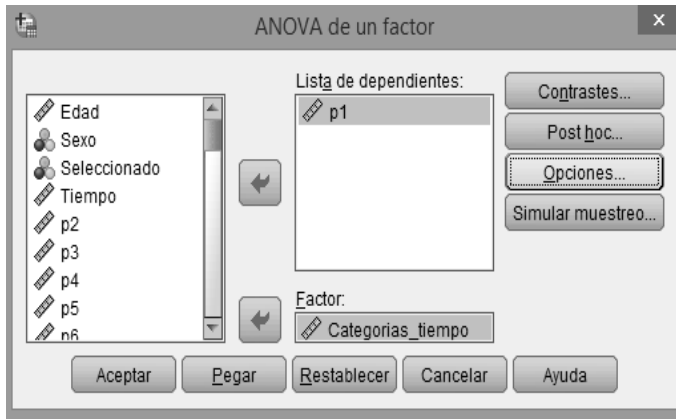 ANOVA de un factor
x
Edad
Sexo
Seleccionado
Tiempo
p2
p3
p4
p5
p6
Lista de dependientes:
p1
Factor:
Categorias_tiempo
Contrastes...
Post hoc...
Opciones...
Simular muestreo...
Aceptar
Pegar
Restablecer
Cancelar
Ayuda